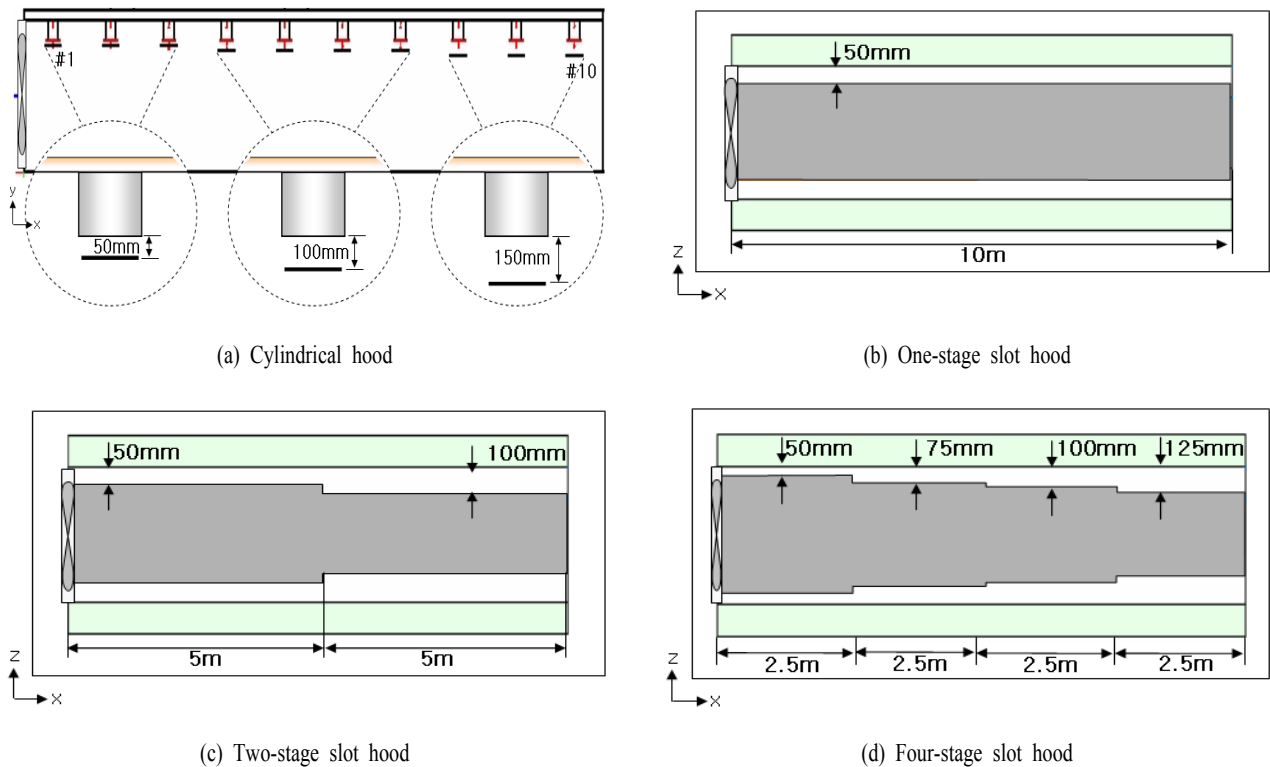 #1
#10
y
x
50mm
100mm
150mm
(a) Cylindrical hood
50mm
10m
Z
X
(b) One-stage slot hood
50mm
100mm
5m
5m
Z
X
(c) Two-stage slot hood
50mm
75mm
100mm
125mm
2.5m
2.5m
2.5m
2.5m
Z
X
(d) Four-stage slot hood